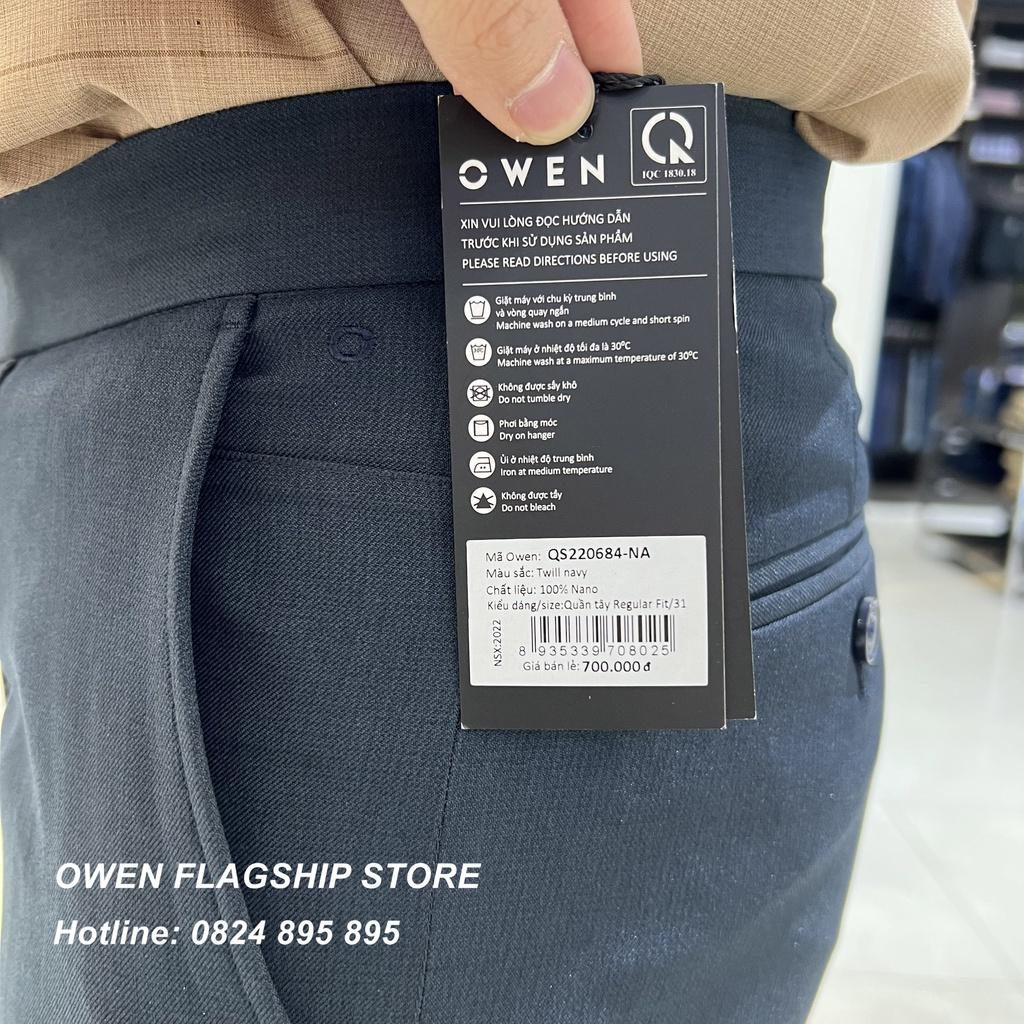 OWEN
IQC 1830.18
XIN VUI LÒNG ĐỌC HƯỚNG DẪN
TRƯỚC KHI SỬ DỤNG SẢN PHẨM
PLEASE READ DIRECTIONS BEFORE USING
Giặt máy với chu kỳ trung bình
và vòng quay ngắn
Machine wash on a medium cycle and short spin
30°C
Giặt máy ở nhiệt độ tối đa là 30°C
Machine wash at a maximum temperature of 30°C
Không được sấy khô
Do not tumble dry
Phơi bằng móc
Dry on hanger
Ủi ở nhiệt độ trung bình
Iron at medium temperature
Không được tẩy
Do not bleach
Mã Owen: QS220684-NA
Màu sắc: Twill navy
Chất liệu: 100% Nano
Kiểu dáng/size:Quần tây Regular Fit/31
NSX:2022
8 935339 708025
Giá bán lẻ: 700.000 đ
OWEN FLAGSHIP STORE
Hotline: 0824 895 895